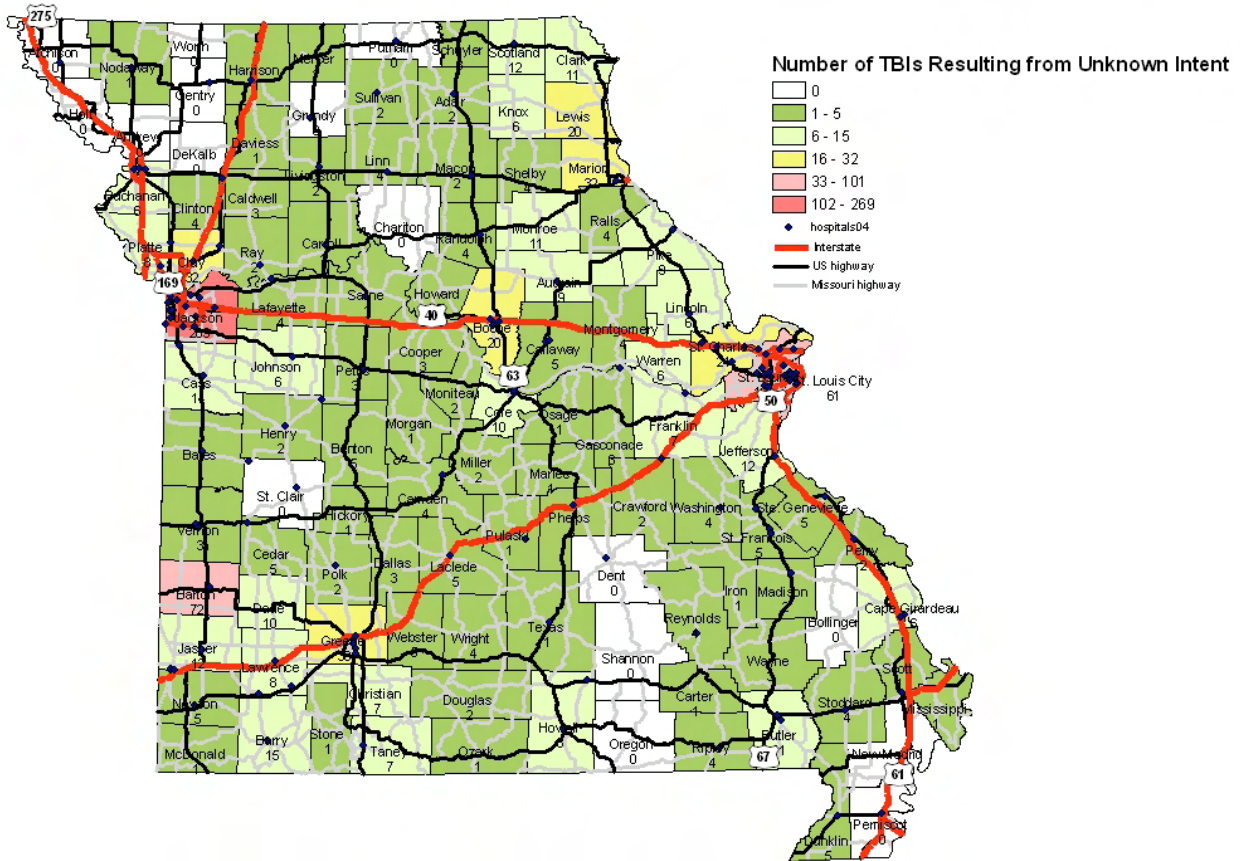 275
Number of TBIs Resulting from Unknown Intent
0
1 - 5
6 - 15
16 - 32
33 - 101
102 - 269
hospitals04
Interstate
US highway
Missouri highway
Worth
0
Putnam
0
Schuyler
Scotland
12
Clark
11
Nodaway
Harrison
Mercer
Gentry
0
Grundy
Sullivan
2
Adair
2
Knox
6
Lewis
20
DeKalb
Daviess
1
Livingston
2
Linn
4
Macon
2
Shelby
4
Marion
32
Buchanan
6
Clinton
4
Caldwell
3
Chariton
0
Randolph
4
Monroe
11
Ralls
4
Platte
Clay
32
Ray
2
Carroll
Pike
9
169
Howard
Audrain
9
Lincoln
Jackson
Lafayette
4
Saline
40
Boone
20
Callaway
5
Montgomery
4
Warren
6
St. Charles
St. Louis City
61
Johnson
6
Cooper
3
63
50
Cass
1
Pettis
3
Moniteau
2
Cole
10
Osage
1
Franklin
7
Jefferson
12
Henry
2
Morgan
1
Gasconade
Bates
Benton
Miller
2
Maries
St. Clair
0
Camden
4
Hickory
1
Phelps
Crawford
2
Washington
4
Ste. Genevieve
5
Vernon
3
Pulaski
1
St. Francois
5
Perry
2
Cedar
5
Polk
2
Dallas
3
Laclede
5
Dent
0
Iron
1
Madison
Barton
72
Dade
10
Reynolds
Bollinger
0
Cape Girardeau
Jasper
12
Greene
Webster
Wright
4
Texas
1
Shannon
0
Wayne
Scott
Lawrence
8
Christian
7
Douglas
2
Carter
Stoddard
4
Mississippi
Newton
5
McDonald
Barry
15
Stone
1
Taney
7
Ozark
1
Howell
Oregon
0
Ripley
4
Butler
67
New Madrid
61
Pemiscot
0
Dunklin
5